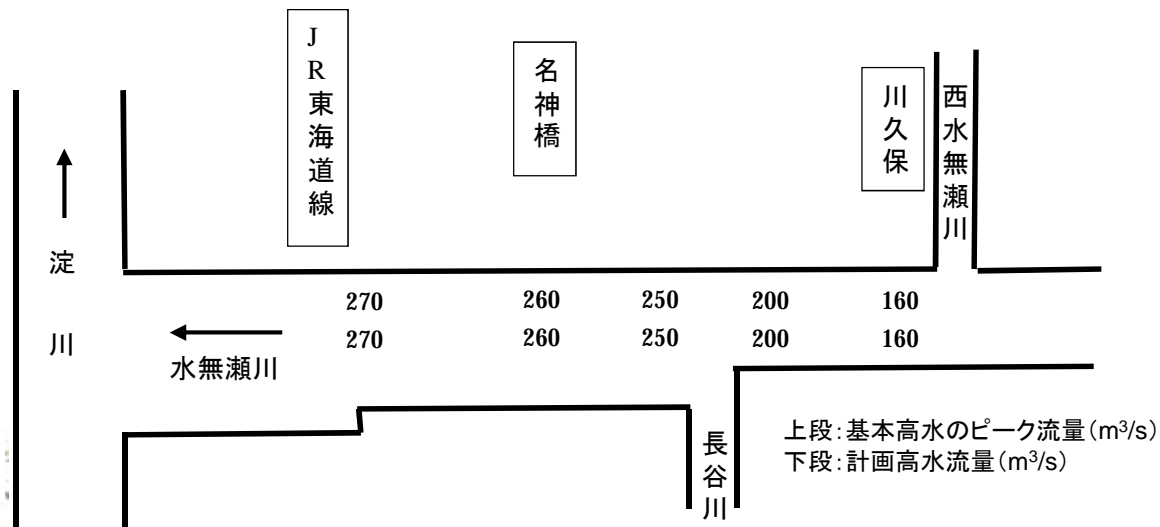 JR東海道線
名神橋
川久保
西水無瀬川
淀川
270 260 250 200 160
270 260 250 200 160
水無瀬川
長谷川
上段:基本高水のピーク流量(m³/s)
下段:計画高水流量(m³/s)